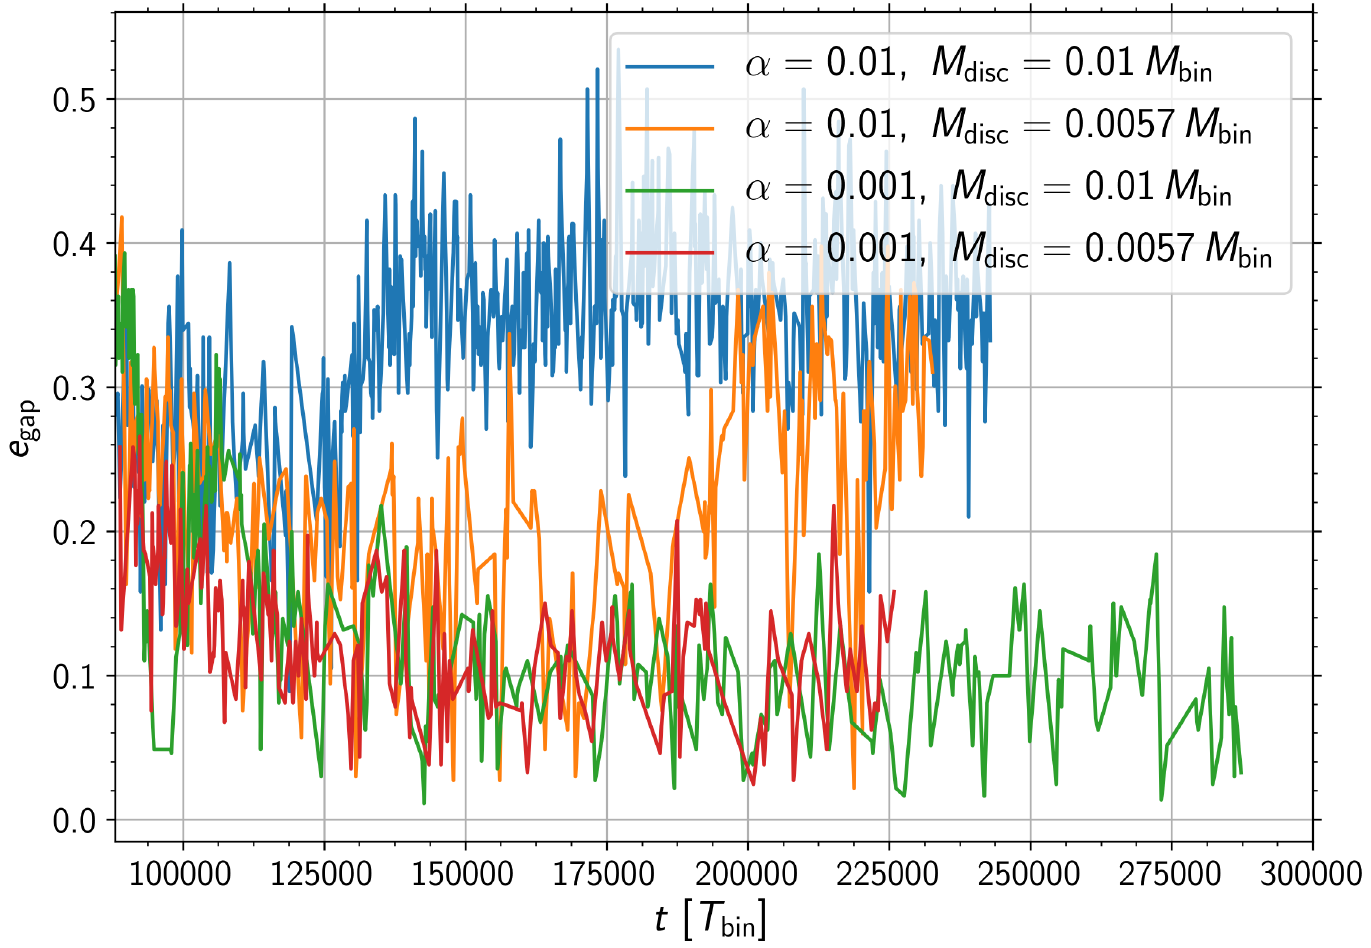 0.5
0.4
0.3
0.2
0.1
0.0
e_gap
α = 0.01, M_disc = 0.01 M_bin
α = 0.01, M_disc = 0.0057 M_bin
α = 0.001, M_disc = 0.01 M_bin
α = 0.001, M_disc = 0.0057 M_bin
100000 125000 150000 175000 200000 225000 250000 275000 300000
t [T_bin]